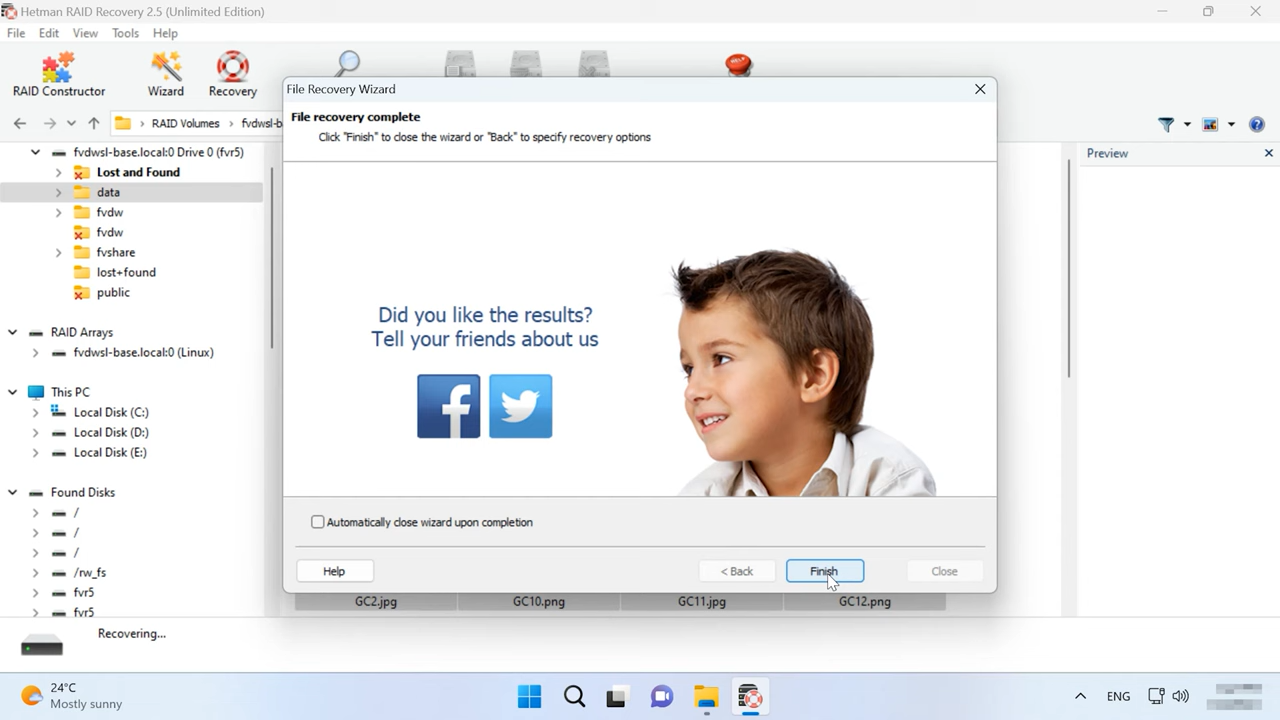 Hetman RAID Recovery 2.5 (Unlimited Edition)
File Edit View Tools Help
RAID Constructor Wizard Recovery
RAID Volumes > fvdwsl-b
fvdwsl-base.local:0 Drive 0 (fvr5)
Lost and Found
data
fvdw
fvdw
fvshare
lost+found
public
RAID Arrays
fvdwsl-base.local:0 (Linux)
This PC
Local Disk (C:)
Local Disk (D:)
Local Disk (E:)
Found Disks
/
/
/
/rw_fs
fvr5
fvr5
File Recovery Wizard
File recovery complete
Click "Finish" to close the wizard or "Back" to specify recovery options
Did you like the results?
Tell your friends about us
Automatically close wizard upon completion
Help < Back Finish Close
GC2.jpg GC10.png GC11.jpg GC12.png
Preview
Recovering...
24°C
Mostly sunny
ENG